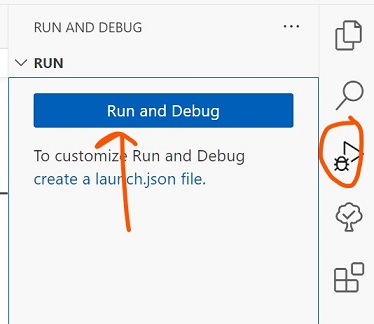 RUN AND DEBUG
RUN
Run and Debug
To customize Run and Debug
create a launch.json file.